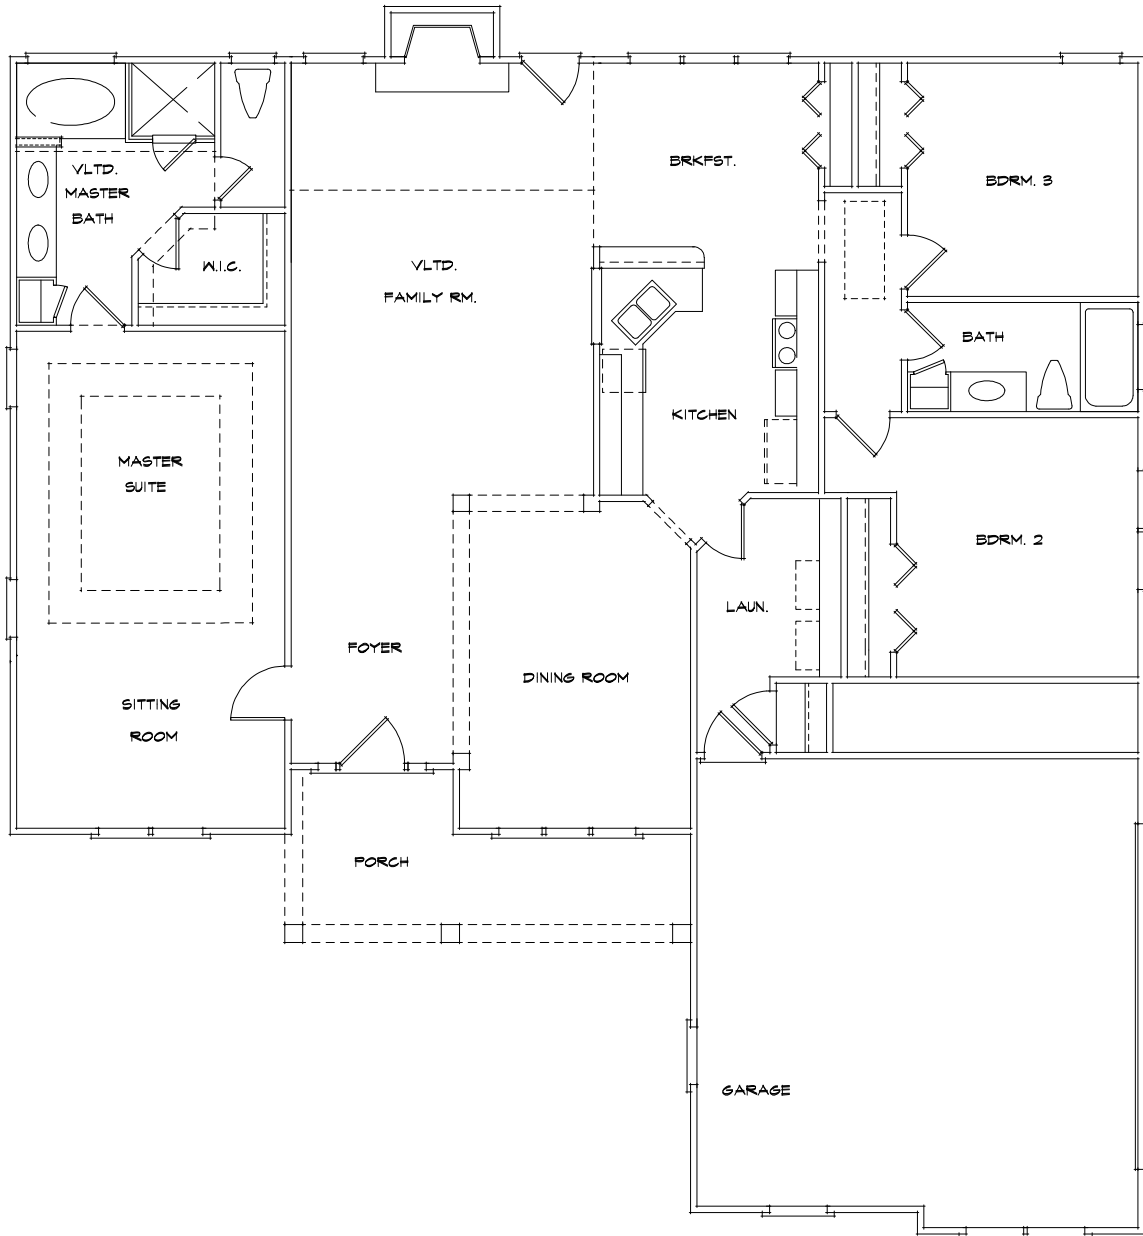 BRKFST.
VLTD.
MASTER
BATH
BDRM. 3
W.I.C.
VLTD.
FAMILY RM.
BATH
KITCHEN
MASTER
SUITE
BDRM. 2
LAUN.
FOYER
DINING ROOM
SITTING
ROOM
PORCH
GARAGE